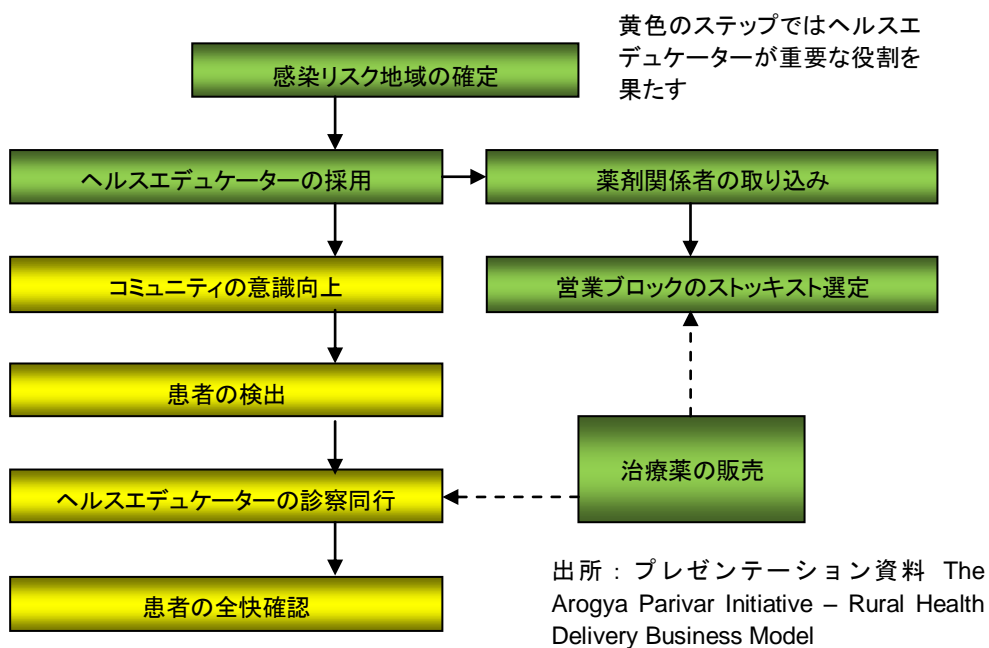 黄色のステップではヘルスエ
デュケーターが重要な役割を
果たす
感染リスク地域の確定
ヘルスエデュケーターの採用
薬剤関係者の取り込み
コミュニティの意識向上
営業ブロックのストッキスト選定
患者の検出
治療薬の販売
ヘルスエデュケーターの診察同行
患者の全快確認
出所：プレゼンテーション資料 The
Arogya Parivar Initiative – Rural Health
Delivery Business Model